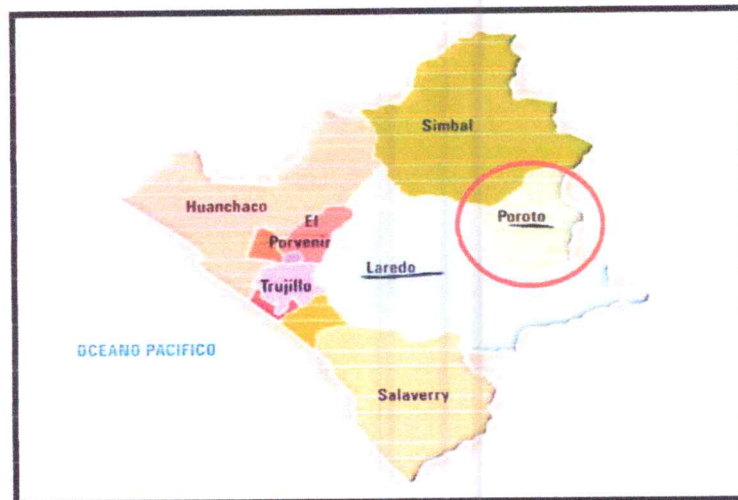 Simbal
Huanchaco
El
Porvenir
Poroto
Laredo
Trujillo
OCEANO PACIFICO
Salaverry